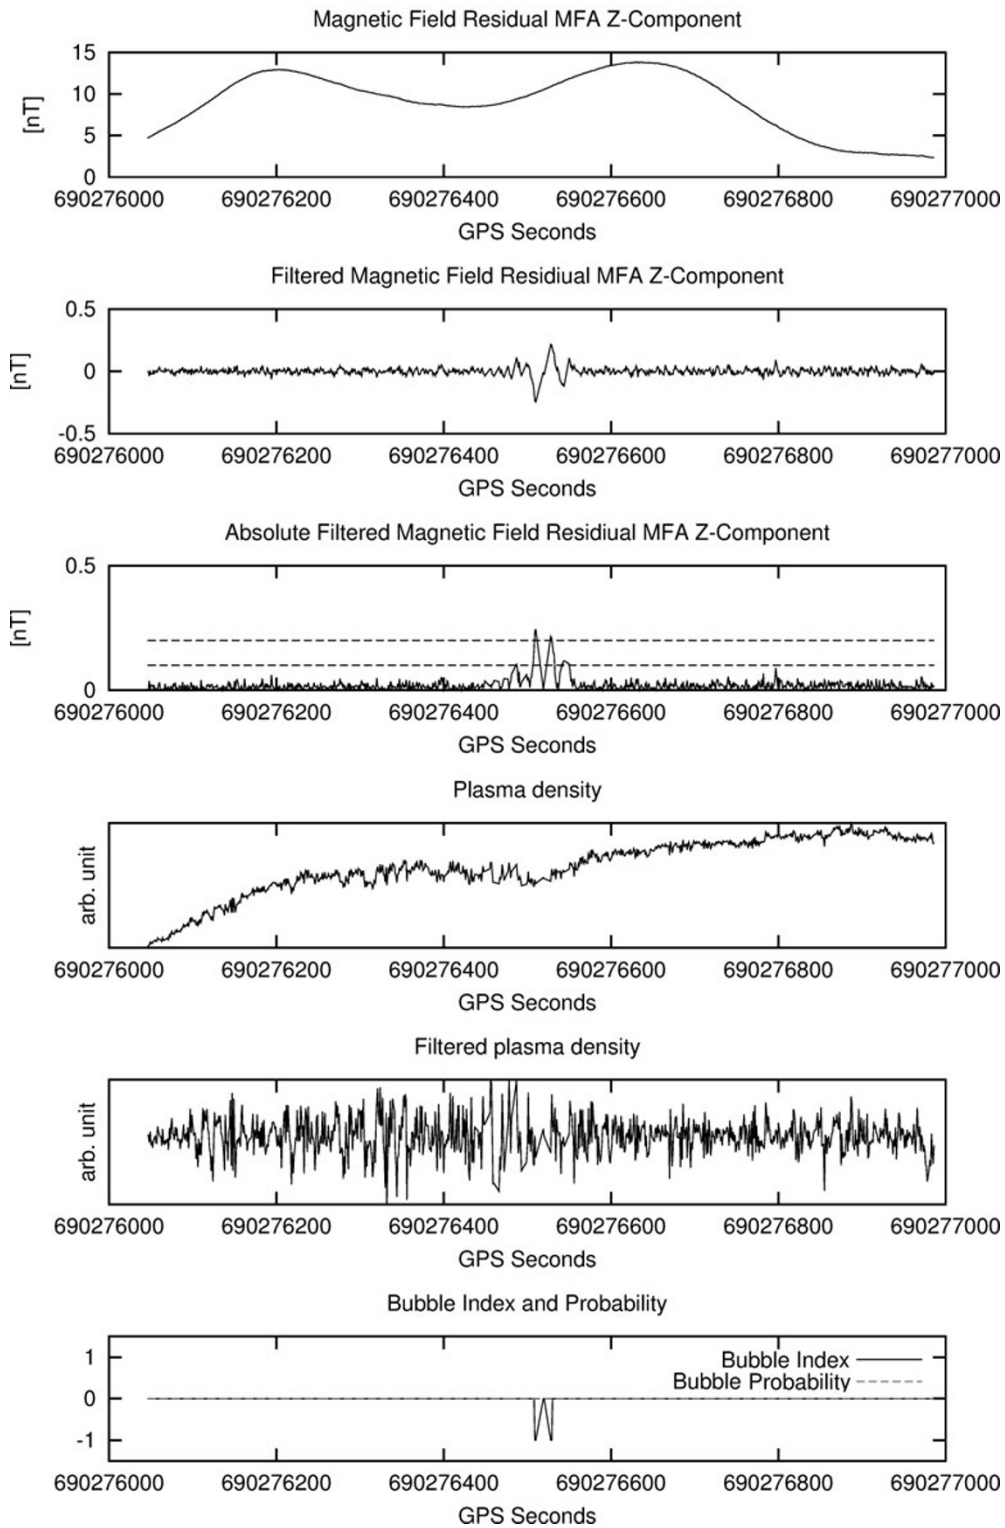 Magnetic Field Residual MFA Z-Component
15
10
5
0
[nT]
690276000 690276200 690276400 690276600 690276800 690277000
GPS Seconds
Filtered Magnetic Field Residiual MFA Z-Component
0.5
0
-0.5
[nT]
690276000 690276200 690276400 690276600 690276800 690277000
GPS Seconds
Absolute Filtered Magnetic Field Residiual MFA Z-Component
0.5
0
[nT]
690276000 690276200 690276400 690276600 690276800 690277000
GPS Seconds
Plasma density
arb. unit
690276000 690276200 690276400 690276600 690276800 690277000
GPS Seconds
Filtered plasma density
arb. unit
690276000 690276200 690276400 690276600 690276800 690277000
GPS Seconds
Bubble Index and Probability
1
0
-1
Bubble Index
Bubble Probability
690276000 690276200 690276400 690276600 690276800 690277000
GPS Seconds